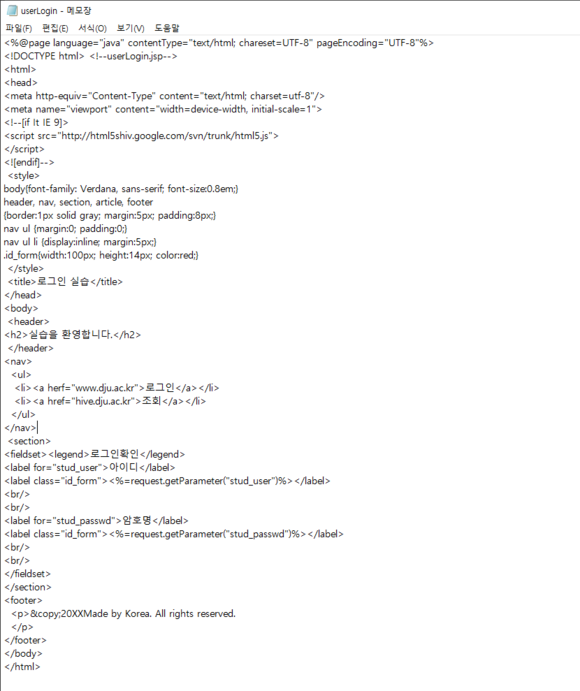 userLogin - 메모장
파일(F) 편집(E) 서식(O) 보기(V) 도움말
<%@page language="java" contentType="text/html; chareset=UTF-8" pageEncoding="UTF-8"%>
<!DOCTYPE html> <!--userLogin.jsp-->
<html>
<head>
<meta http-equiv="Content-Type" content="text/html; charset=utf-8"/>
<meta name="viewport" content="width=device-width, initial-scale=1">
<!--[if It IE 9]>
<script src="http://html5shiv.google.com/svn/trunk/html5.js">
</script>
<![endif]-->
<style>
body{font-family: Verdana, sans-serif; font-size:0.8em;}
header, nav, section, article, footer
{border:1px solid gray; margin:5px; padding:8px;}
nav ul {margin:0; padding:0;}
nav ul li {display:inline; margin:5px;}
.id_form{width:100px; height:14px; color:red;}
</style>
<title>로그인 실습</title>
</head>
<body>
<header>
<h2>실습을 환영합니다.</h2>
</header>
<nav>
<ul>
<li><a herf="www.dju.ac.kr">로그인</a></li>
<li><a href="hive.dju.ac.kr">조회</a></li>
</ul>
</nav>
<section>
<fieldset><legend>로그인확인</legend>
<label for="stud_user">아이디</label>
<label class="id_form"><%=request.getParameter("stud_user")%></label>
<br/>
<br/>
<label for="stud_passwd">암호명</label>
<label class="id_form"><%=request.getParameter("stud_passwd")%></label>
<br/>
<br/>
</fieldset>
</section>
<footer>
<p>&copy;20XXMade by Korea. All rights reserved.
</p>
</footer>
</body>
</html>